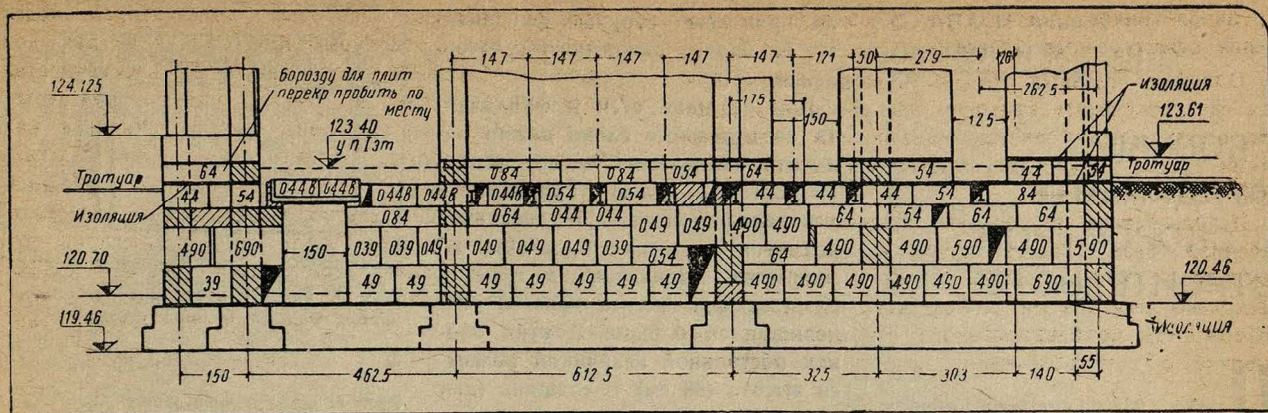 147 147 147 147 147 121 50 279 26
262.5 Изоляция
Борозду для плит
перекр пробить по
месту
124.125
123.40
у п I эт
175 150 125
123.61
64 084 084 054 64 54 44 54
Тротуар Тротуар
44 54 0448 0448 0448 0448 0448 054 054 44 44 44 54 84
Изоляция
084 064 044 044 049 049 490 490 64 54 64 64
490 690 150 039 039 049 049 049 049 049 054 64 490 490 590 490 590
120.70
39 49 49 49 49 49 49 49 490 490 490 490 490 490 690
120.46
119.46
Изоляция
150 462.5 612.5 325 303 140 55